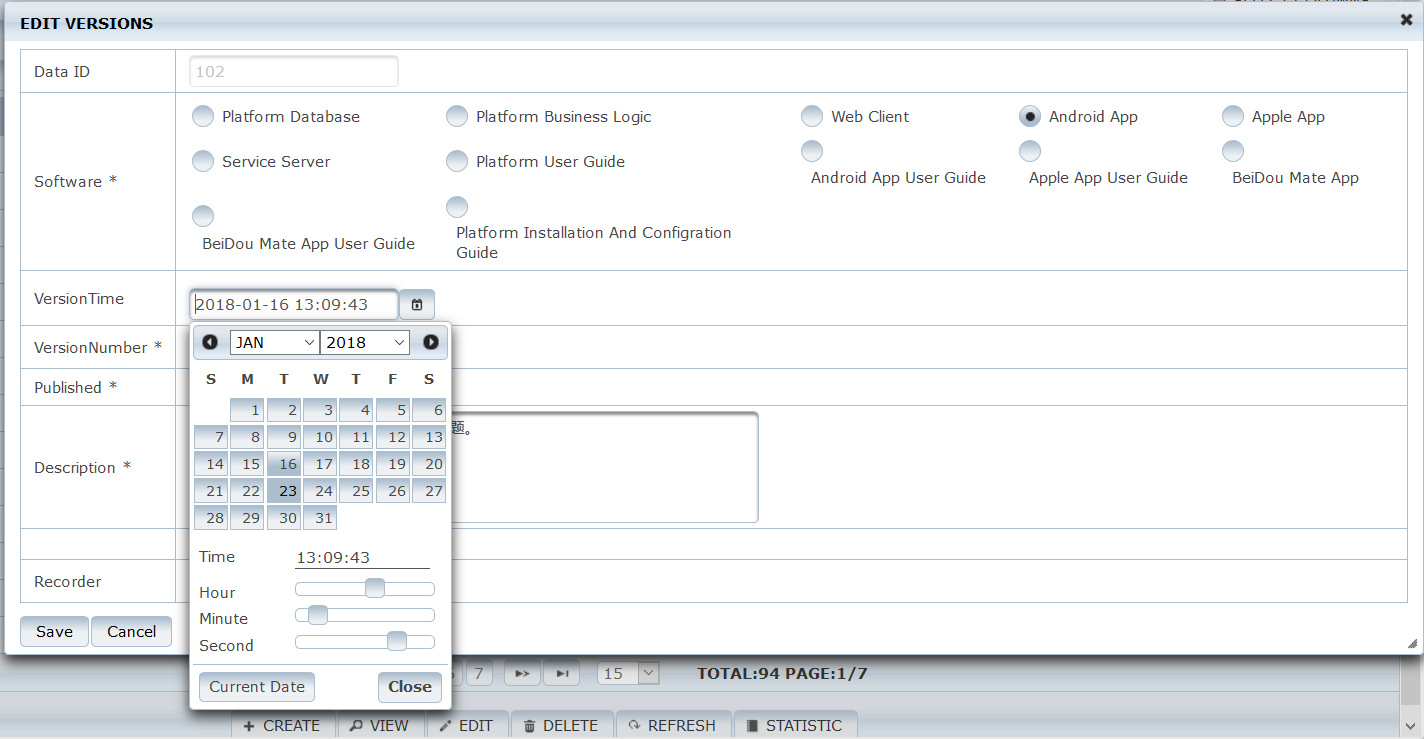 EDIT VERSIONS
Data ID
102
Software *
Platform Database
Platform Business Logic
Web Client
Android App
Apple App
Service Server
Platform User Guide
Android App User Guide
Apple App User Guide
BeiDou Mate App
BeiDou Mate App User Guide
Platform Installation And Configration
Guide
VersionTime
2018-01-16 13:09:43
JAN
2018
S M T W T F S
1 2 3 4 5 6
7 8 9 10 11 12 13
14 15 16 17 18 19 20
21 22 23 24 25 26 27
28 29 30 31
Time
13:09:43
Hour
Minute
Second
Current Date
Close
VersionNumber *
Published *
Description *
题。
Recorder
Save
Cancel
7
15
TOTAL:94 PAGE:1/7
CREATE
VIEW
EDIT
DELETE
REFRESH
STATISTIC